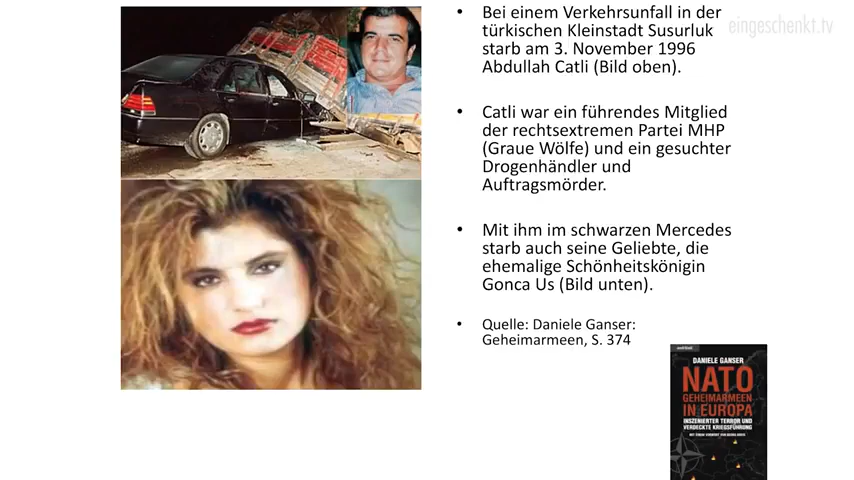 eingeschenkt.tv
• Bei einem Verkehrsunfall in der
türkischen Kleinstadt Susurluk
starb am 3. November 1996
Abdullah Catli (Bild oben).
• Catli war ein führendes Mitglied
der rechtsextremen Partei MHP
(Graue Wölfe) und ein gesuchter
Drogenhändler und
Auftragsmörder.
• Mit ihm im schwarzen Mercedes
starb auch seine Geliebte, die
ehemalige Schönheitskönigin
Gonca Us (Bild unten).
• Quelle: Daniele Ganser:
Geheimarmeen, S. 374
DANIELE GANSER
NATO
GEHEIMARMEEN
IN EUROPA
INSZENIERTER TERROR UND
VERDECKTE KRIEGSFÜHRUNG